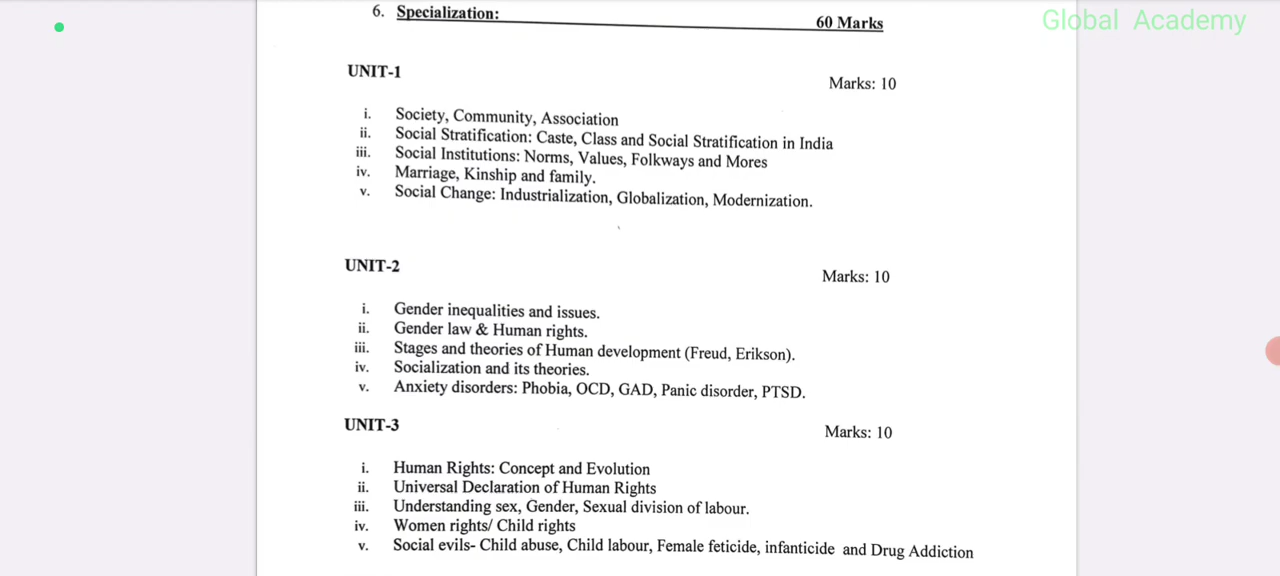 Global Academy
6. Specialization:
60 Marks
UNIT-1
Marks: 10
i. Society, Community, Association
ii. Social Stratification: Caste, Class and Social Stratification in India
iii. Social Institutions: Norms, Values, Folkways and Mores
iv. Marriage, Kinship and family.
v. Social Change: Industrialization, Globalization, Modernization.
UNIT-2
Marks: 10
i. Gender inequalities and issues.
ii. Gender law & Human rights.
iii. Stages and theories of Human development (Freud, Erikson).
iv. Socialization and its theories.
v. Anxiety disorders: Phobia, OCD, GAD, Panic disorder, PTSD.
UNIT-3
Marks: 10
i. Human Rights: Concept and Evolution
ii. Universal Declaration of Human Rights
iii. Understanding sex, Gender, Sexual division of labour.
iv. Women rights/ Child rights
v. Social evils- Child abuse, Child labour, Female feticide, infanticide and Drug Addiction